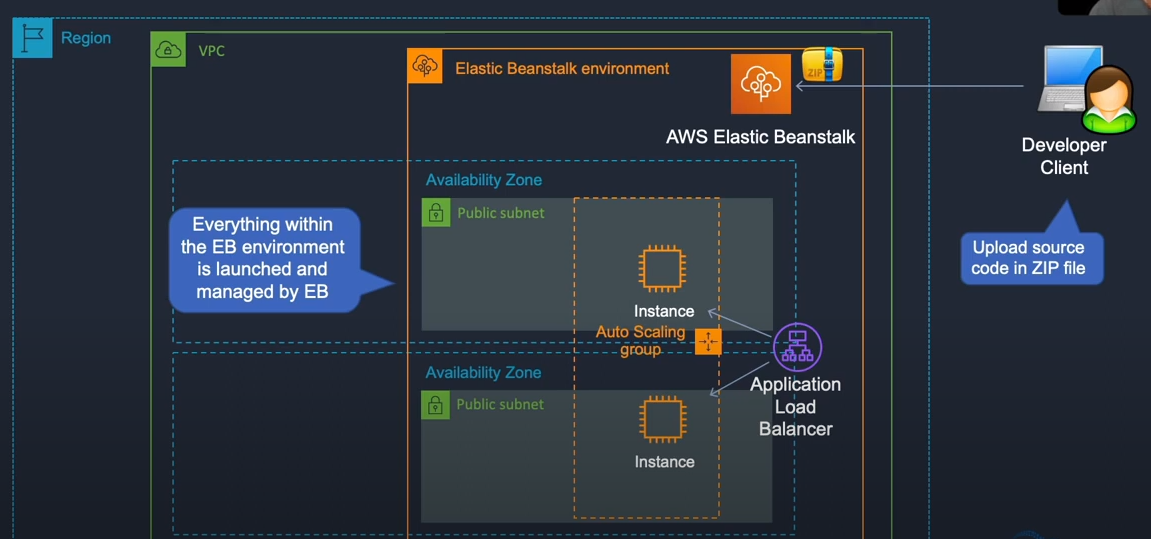 Region
VPC
Elastic Beanstalk environment
ZIP
AWS Elastic Beanstalk
Developer
Client
Availability Zone
Public subnet
Everything within
the EB environment
is launched and
managed by EB
Upload source
code in ZIP file
Instance
Auto Scaling
group
Availability Zone
Public subnet
Application
Load
Balancer
Instance